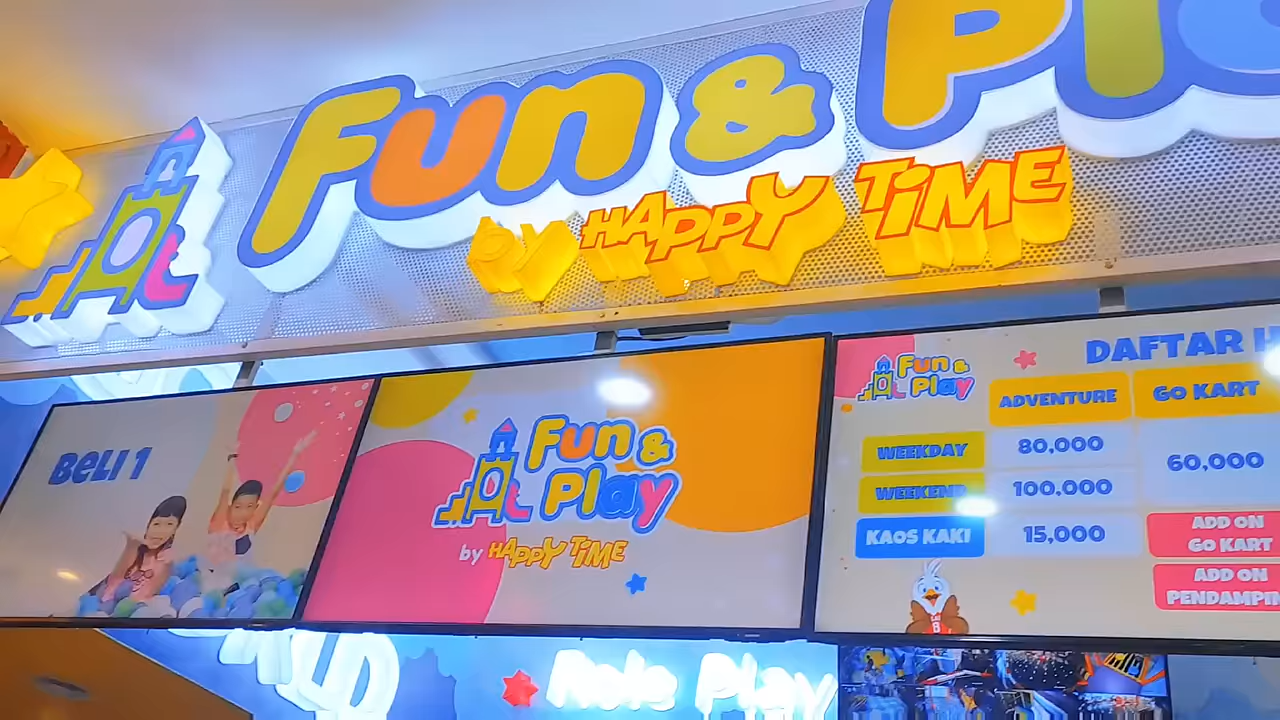 Fun & Pla
BY HAPPY TIME
BELI 1
Fun &
Play
by HAPPY TIME
Fun &
Play
DAFTAR H
ADVENTURE
GO KART
WEEKDAY
80,000
60,000
WEEKEND
100.000
KAOS KAKI
15,000
ADD ON
GO KART
ADD ON
PENDAMPIN
Role Play